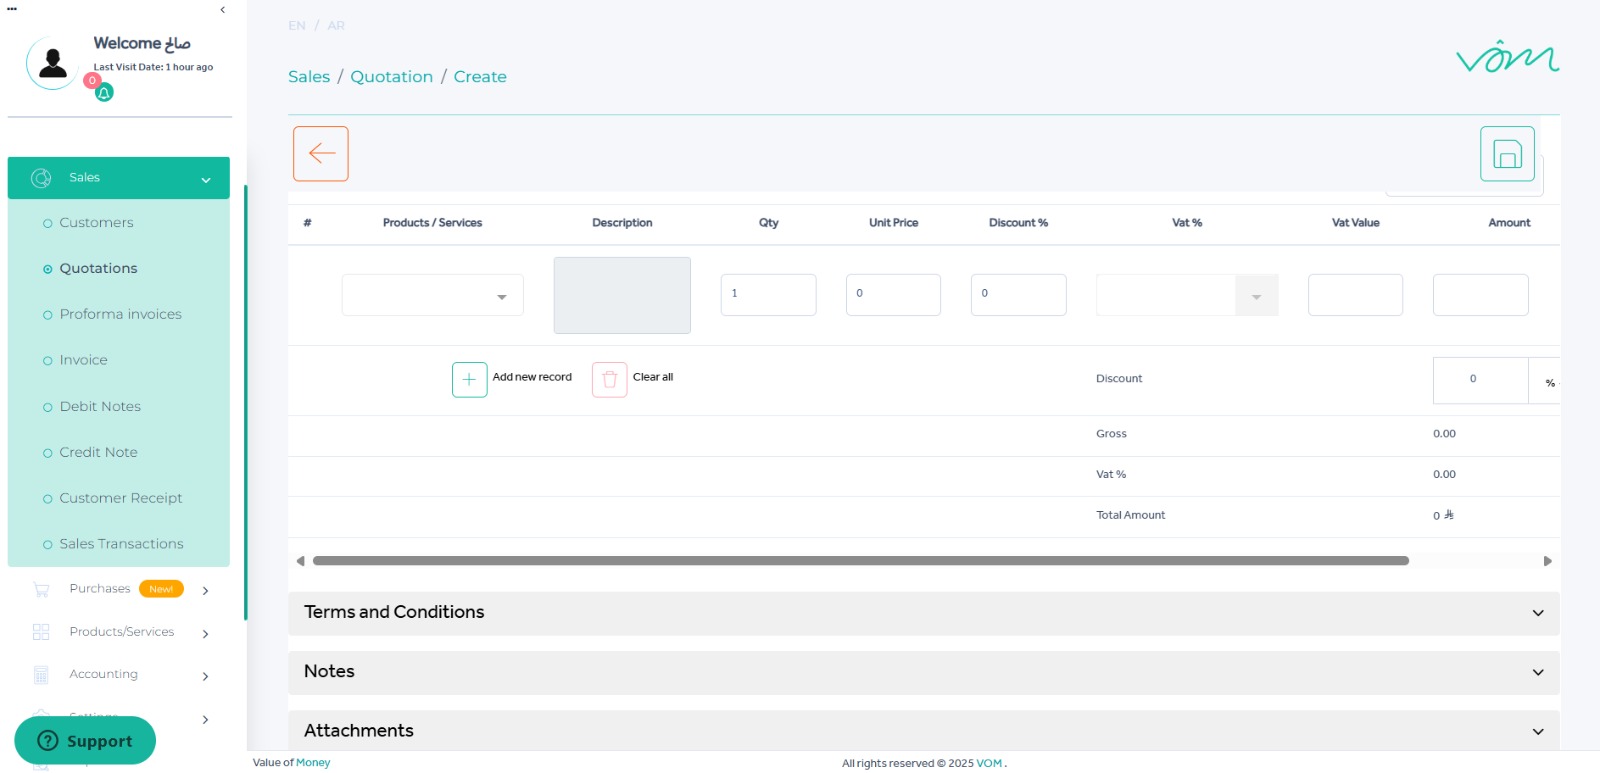 Welcome صالح
Last Visit Date: 1 hour ago
0
Sales
Customers
Quotations
Proforma invoices
Invoice
Debit Notes
Credit Note
Customer Receipt
Sales Transactions
Purchases New!
Products/Services
Accounting
Settings
Support
EN / AR
vôm
Sales / Quotation / Create
# Products / Services Description Qty Unit Price Discount % Vat % Vat Value Amount
1 0 0
Add new record Clear all Discount 0 %
Gross 0.00
Vat % 0.00
Total Amount 0
Terms and Conditions
Notes
Attachments
Value of Money All rights reserved © 2025 VOM .